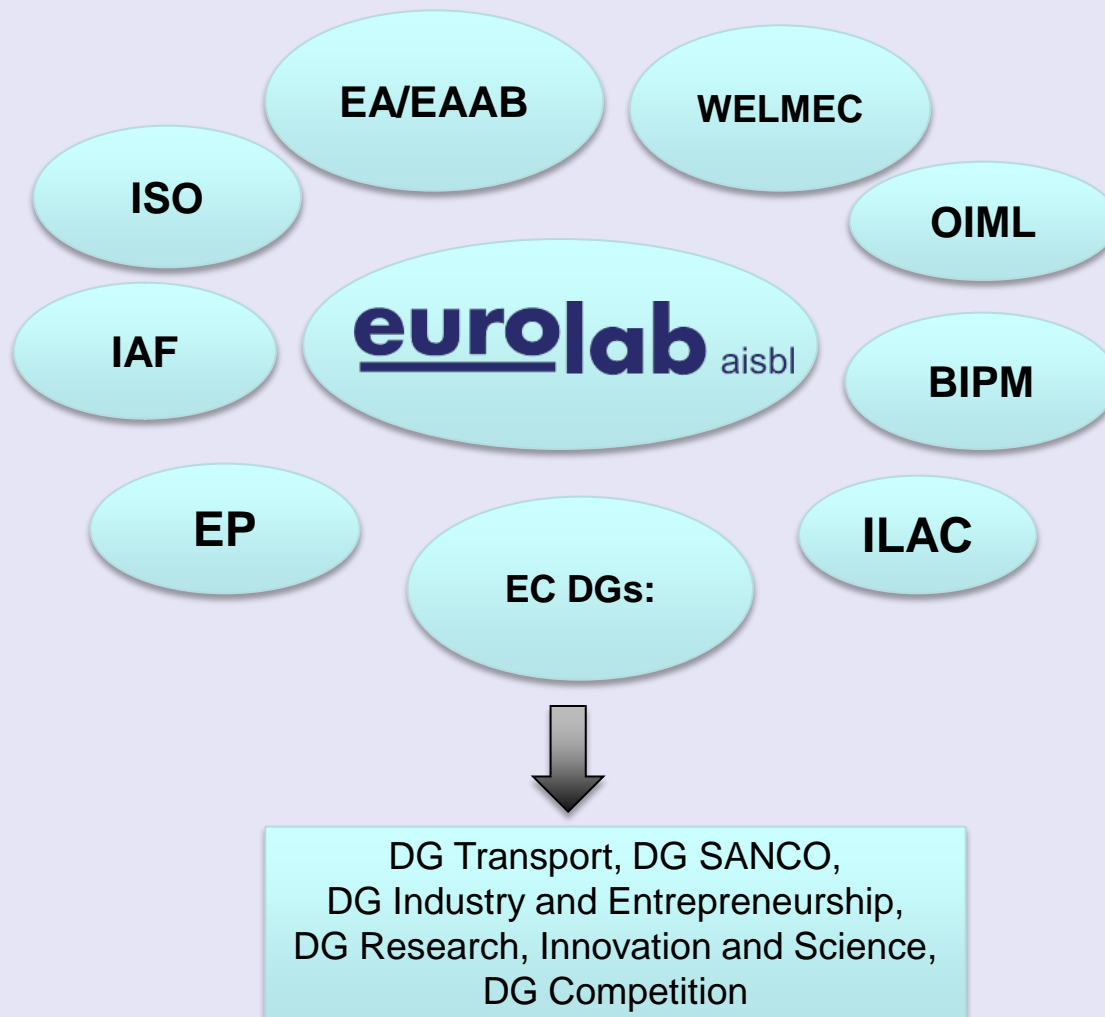 EA/EAAB
WELMEC
ISO
OIML
eurolab aisbl
IAF
BIPM
EP
ILAC
EC DGs:
DG Transport, DG SANCO,
DG Industry and Entrepreneurship,
DG Research, Innovation and Science,
DG Competition